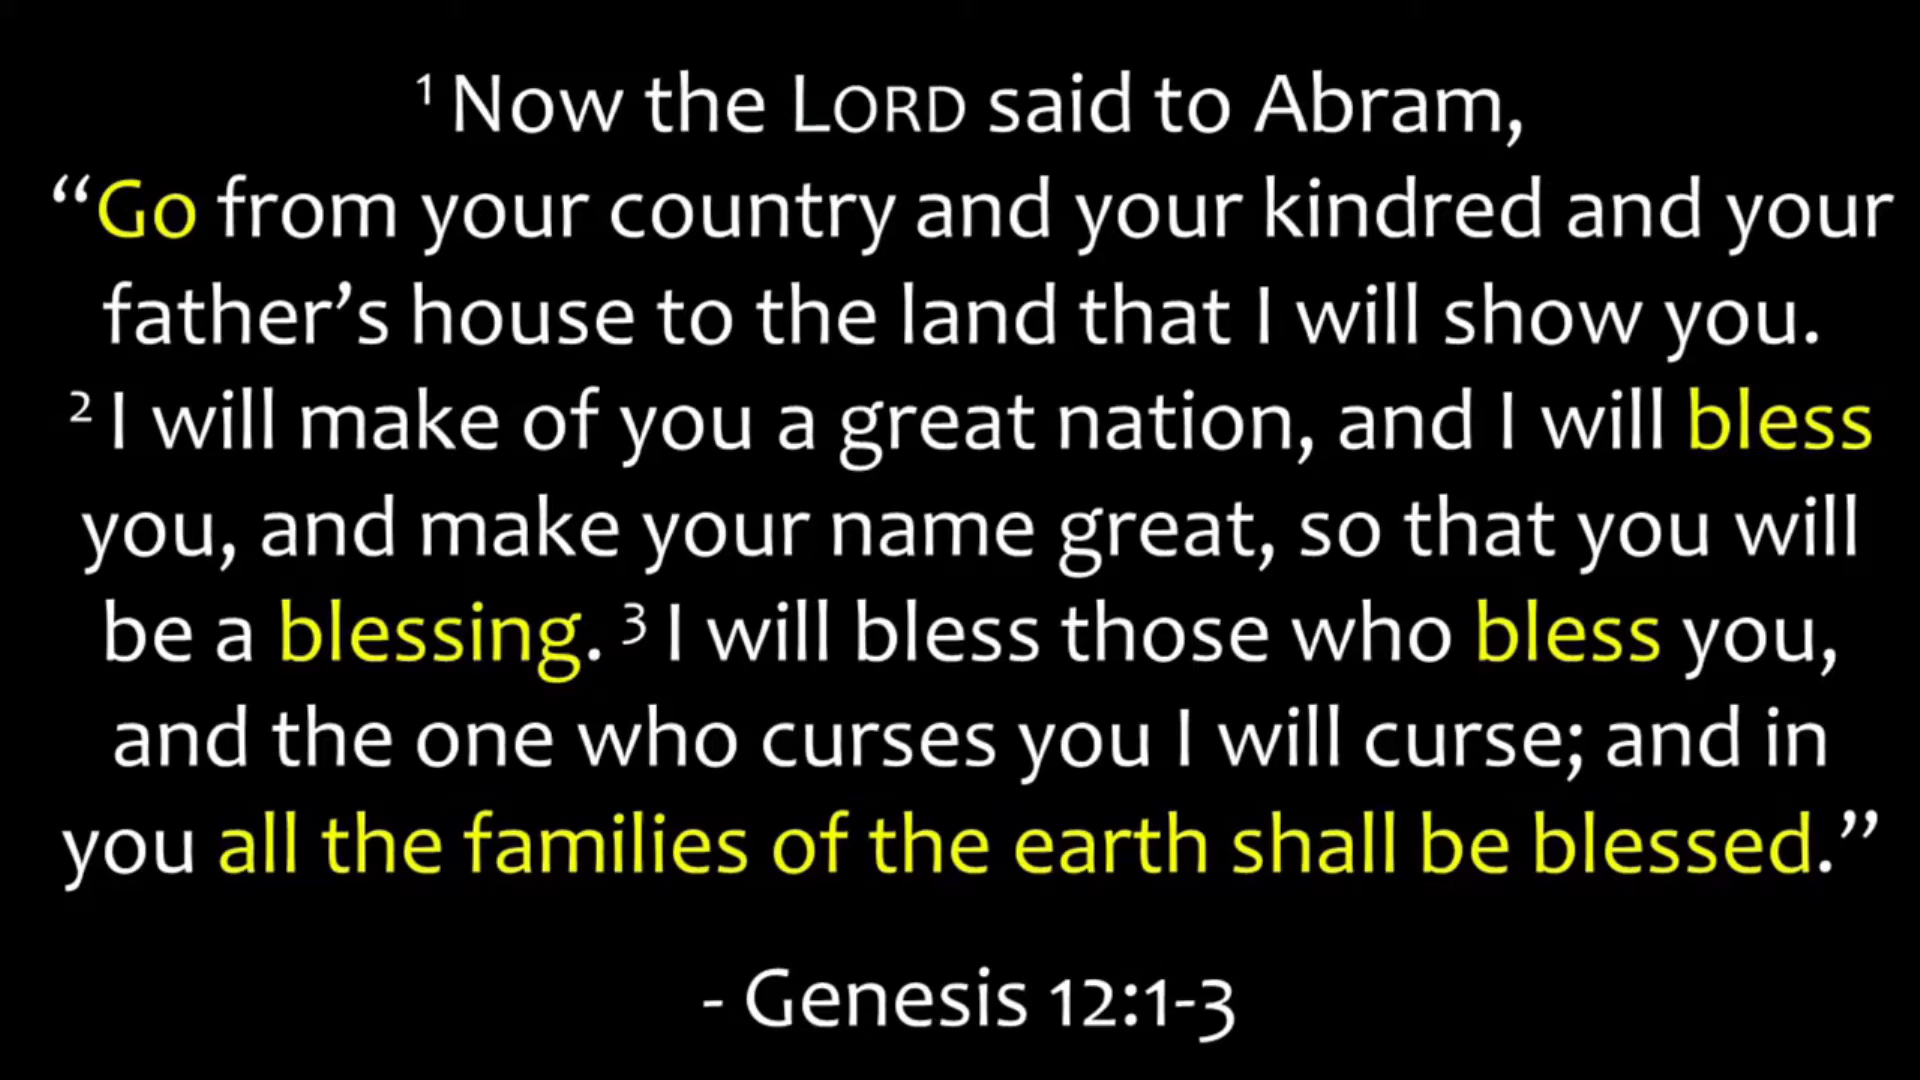 ¹ Now the LORD said to Abram,
“Go from your country and your kindred and your
father’s house to the land that I will show you.
² I will make of you a great nation, and I will bless
you, and make your name great, so that you will
be a blessing. ³ I will bless those who bless you,
and the one who curses you I will curse; and in
you all the families of the earth shall be blessed.”
- Genesis 12:1-3